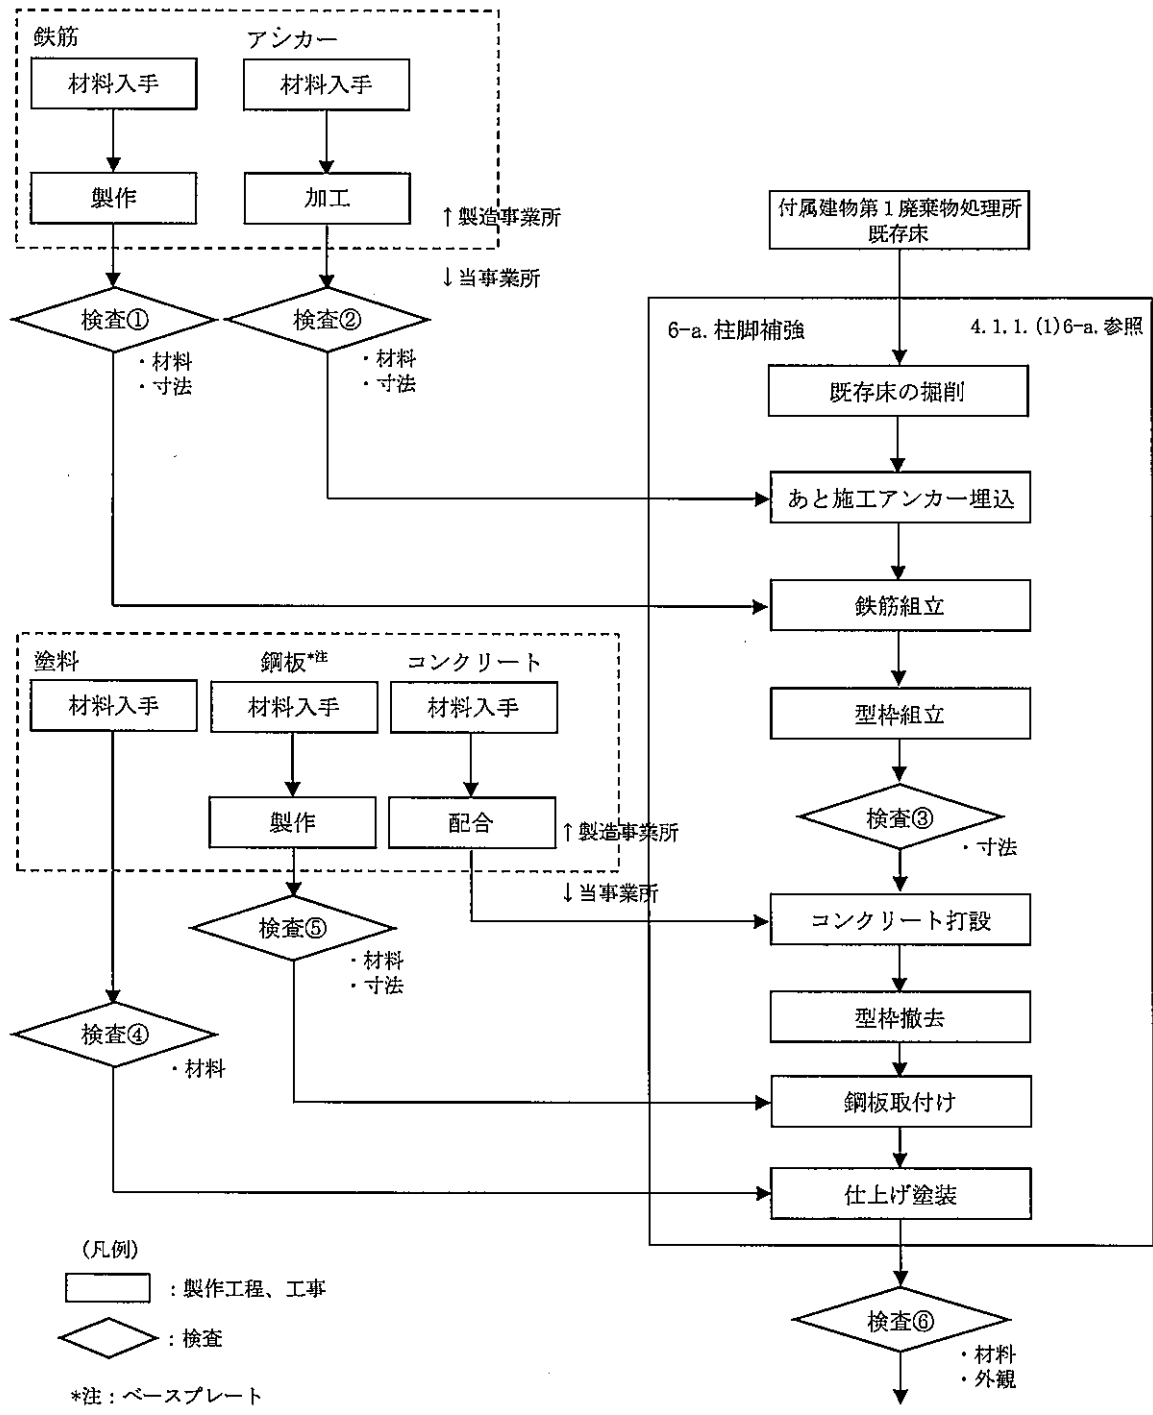 鉄筋
アンカー
材料入手
材料入手
製作
加工
↑製造事業所
↓当事業所
検査①
・材料
・寸法
検査②
・材料
・寸法
付属建物第1廃棄物処理所
既存床
6-a. 柱脚補強
4.1.1.(1)6-a.参照
既存床の掘削
あと施工アンカー埋込
鉄筋組立
型枠組立
検査③
・寸法
コンクリート打設
型枠撤去
鋼板取付け
仕上げ塗装
検査⑥
・材料
・外観
塗料
鋼板*注
コンクリート
材料入手
材料入手
材料入手
製作
配合
↑製造事業所
↓当事業所
検査⑤
・材料
・寸法
検査④
・材料
(凡例)
：製作工程、工事
：検査
*注：ベースプレート